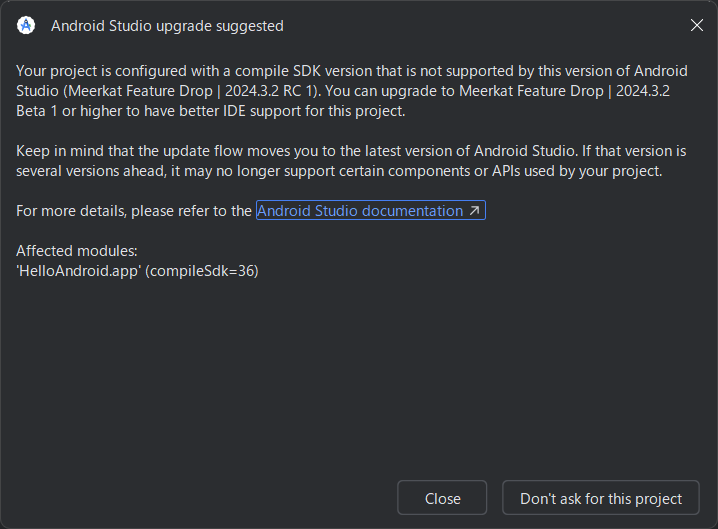 Android Studio upgrade suggested
Your project is configured with a compile SDK version that is not supported by this version of Android
Studio (Meerkat Feature Drop | 2024.3.2 RC 1). You can upgrade to Meerkat Feature Drop | 2024.3.2
Beta 1 or higher to have better IDE support for this project.
Keep in mind that the update flow moves you to the latest version of Android Studio. If that version is
several versions ahead, it may no longer support certain components or APIs used by your project.
For more details, please refer to the Android Studio documentation
Affected modules:
'HelloAndroid.app' (compileSdk=36)
Close
Don't ask for this project